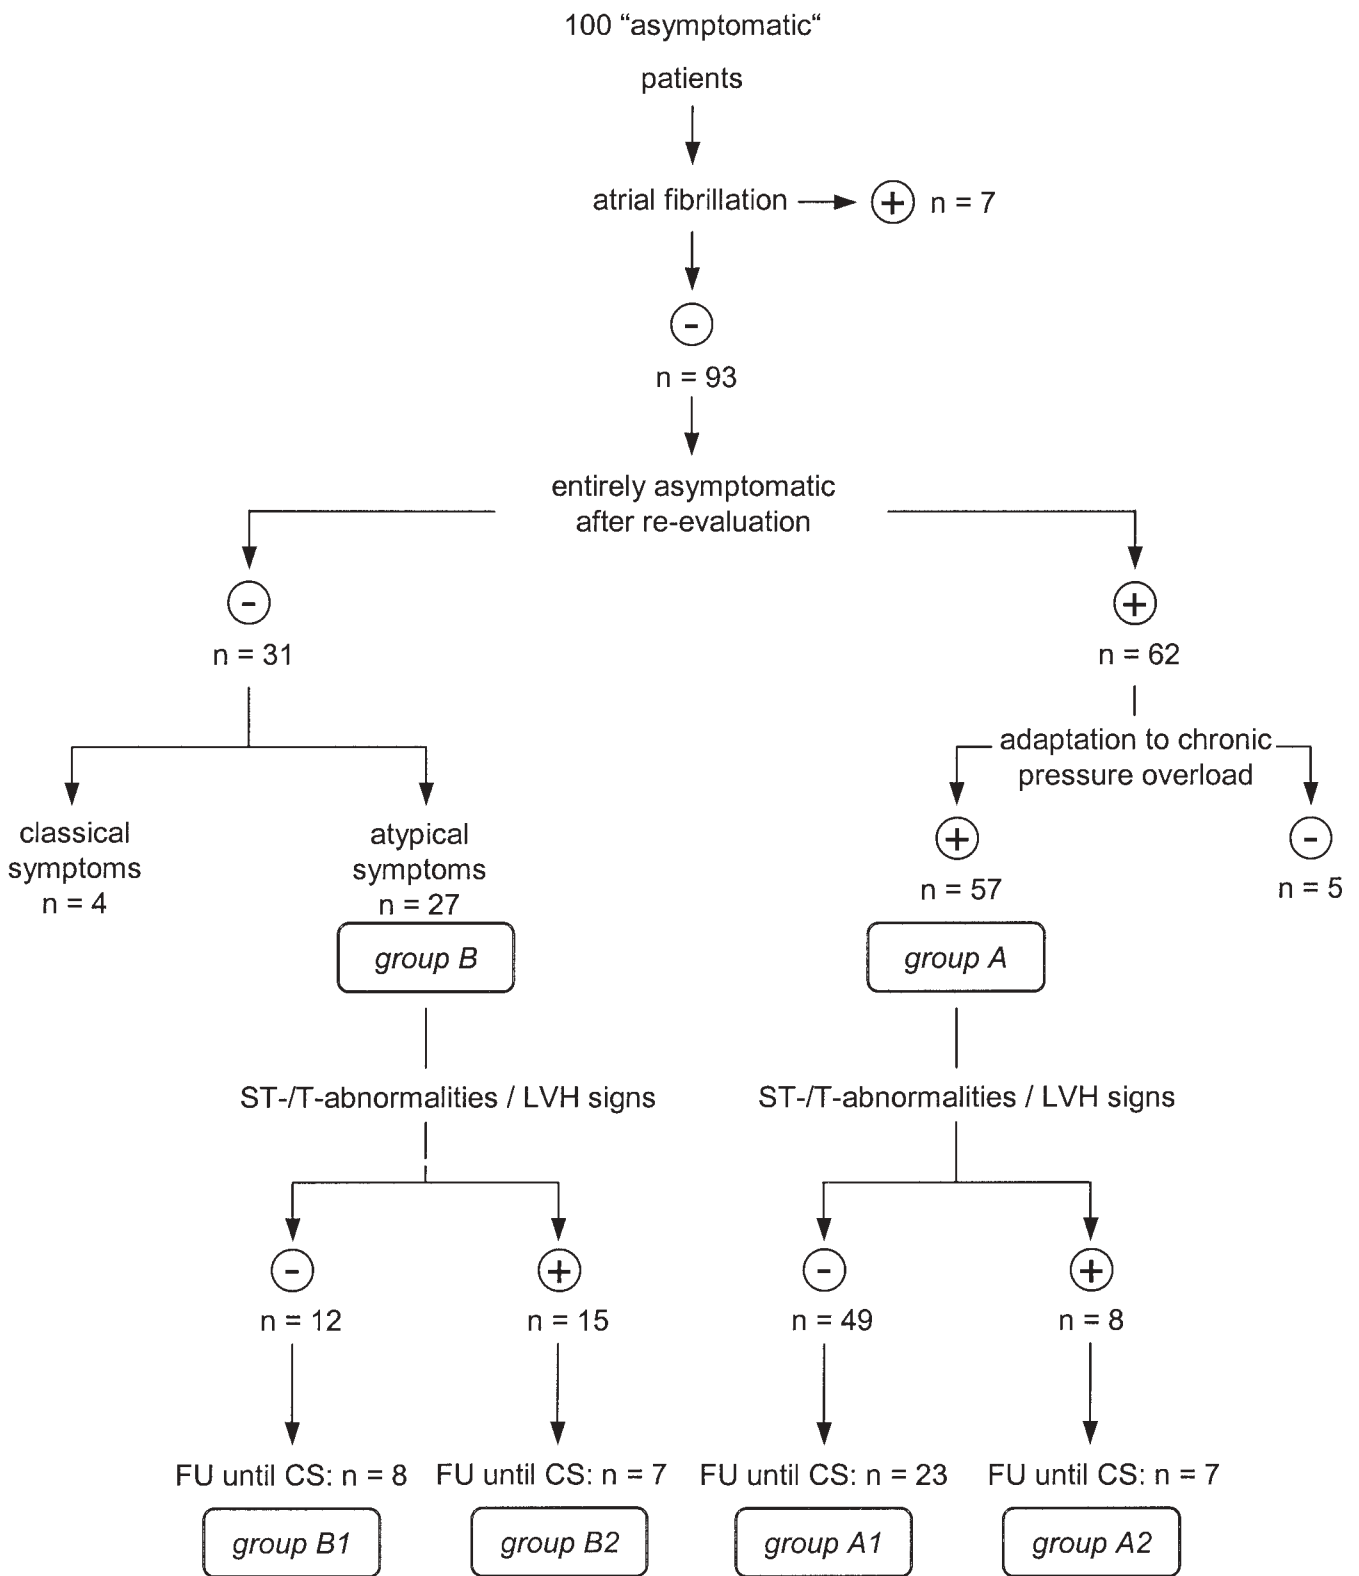 100 “asymptomatic“
patients
atrial fibrillation
+ n = 7
-
n = 93
entirely asymptomatic
after re-evaluation
-
n = 31
+
n = 62
classical
symptoms
n = 4
atypical
symptoms
n = 27
group B
adaptation to chronic
pressure overload
+
n = 57
group A
-
n = 5
ST-/T-abnormalities / LVH signs
-
n = 12
+
n = 15
ST-/T-abnormalities / LVH signs
-
n = 49
+
n = 8
FU until CS: n = 8
group B1
FU until CS: n = 7
group B2
FU until CS: n = 23
group A1
FU until CS: n = 7
group A2